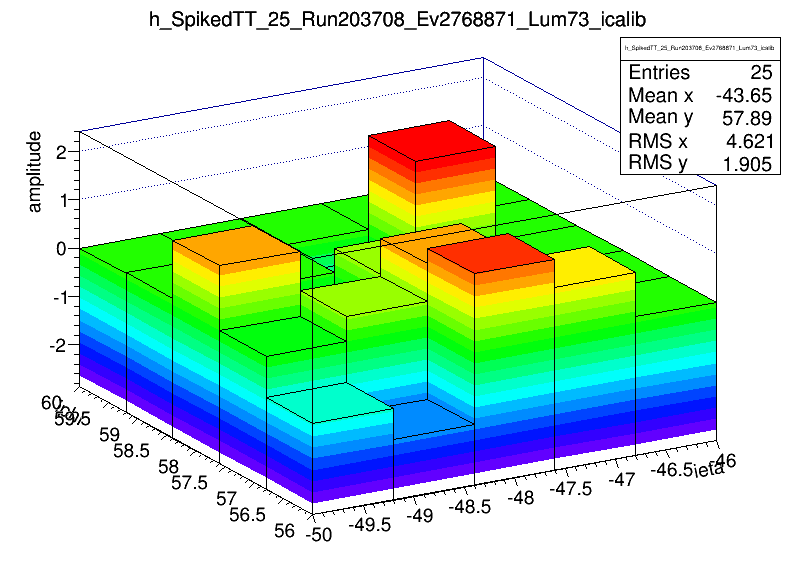 h_SpikedTT_25_Run203708_Ev2768871_Lum73_icalib
h_SpikedTT_25_Run203708_Ev2768871_Lum73_icalib
Entries 25
Mean x -43.65
Mean y 57.89
RMS x 4.621
RMS y 1.905
amplitude
2
1
0
-1
-2
60
59.5
59
58.5
58
57.5
57
56.5
56
-50
-49.5
-49
-48.5
-48
-47.5
-47
-46.5
-46
ieta